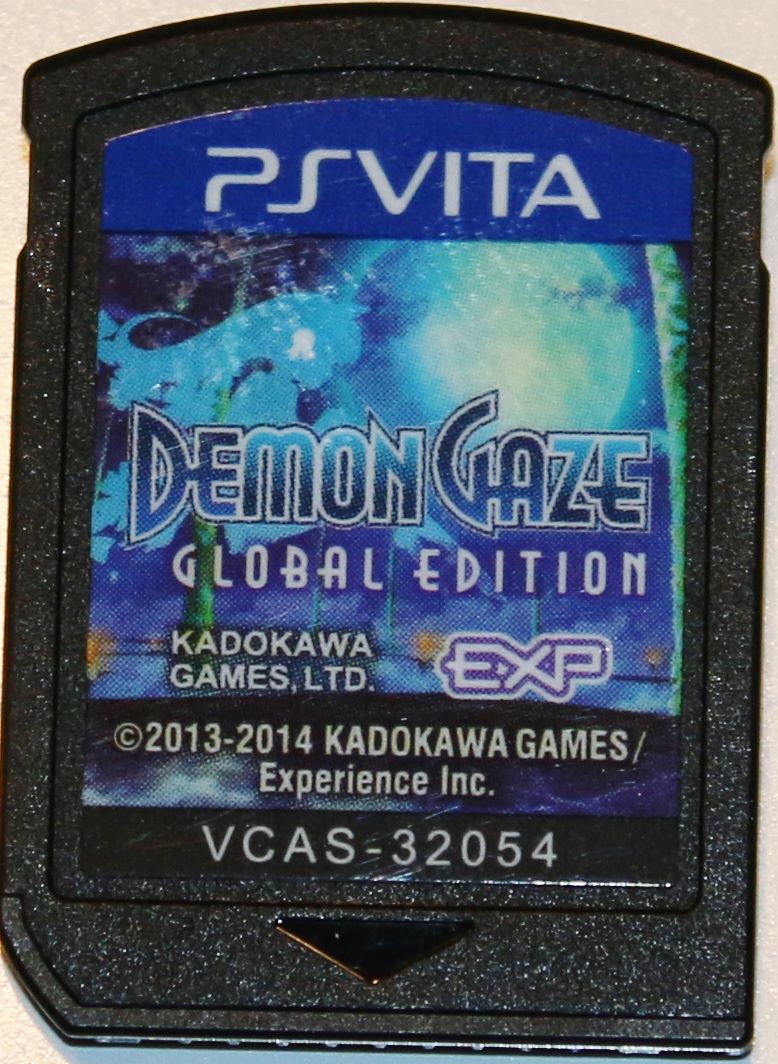 PSVITA
DEMON GAZE
GLOBAL EDITION
KADOKAWA
GAMES, LTD.
EXP
©2013-2014 KADOKAWA GAMES/
Experience Inc.
VCAS-32054